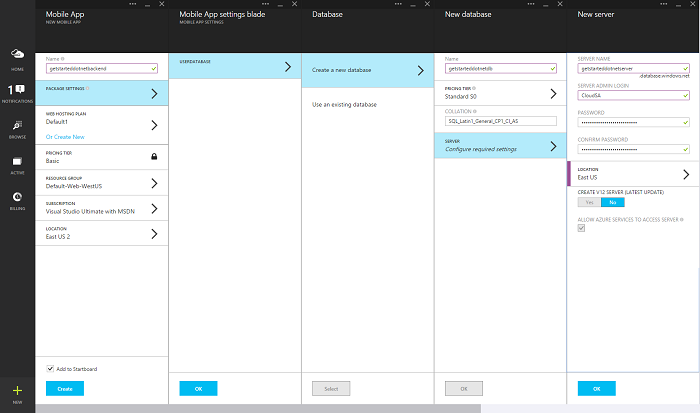 HOME
1
NOTIFICATIONS
BROWSE
ACTIVE
BILLING
NEW
Mobile App
NEW MOBILE APP
Name
getstarteddotnetbackend
PACKAGE SETTINGS
WEB HOSTING PLAN
Default1
Or Create New
PRICING TIER
Basic
RESOURCE GROUP
Default-Web-WestUS
SUBSCRIPTION
Visual Studio Ultimate with MSDN
LOCATION
East US 2
Add to Startboard
Create
Mobile App settings blade
MOBILE APP SETTINGS
USERDATABASE
OK
Database
Create a new database
Use an existing database
Select
New database
Name
getstarteddotnetdb
PRICING TIER
Standard S0
COLLATION
SQL_Latin1_General_CP1_CI_AS
SERVER
Configure required settings
OK
New server
SERVER NAME
getstarteddotnetserver
.database.windows.net
SERVER ADMIN LOGIN
CloudSA
PASSWORD
CONFIRM PASSWORD
LOCATION
East US
CREATE V12 SERVER (LATEST UPDATE)
Yes No
ALLOW AZURE SERVICES TO ACCESS SERVER
OK